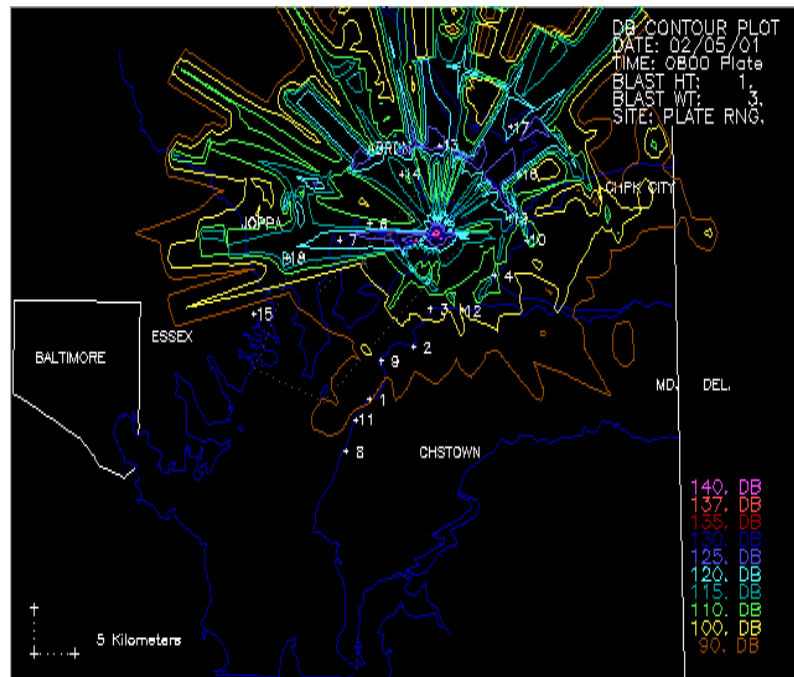 DB CONTOUR PLOT
DATE: 02/05/01
TIME: 0800 Plate
BLAST HT: 1.
BLAST WT: 3.
SITE: PLATE RNG.
17
13
14
16
CHPK CITY
JOPPA
6
7
10
18
4
15
3
12
ESSEX
2
BALTIMORE
9
MD. DEL.
1
11
8
CHSTOWN
140. DB
137. DB
135. DB
130. DB
125. DB
120. DB
115. DB
110. DB
100. DB
90. DB
5 Kilometers